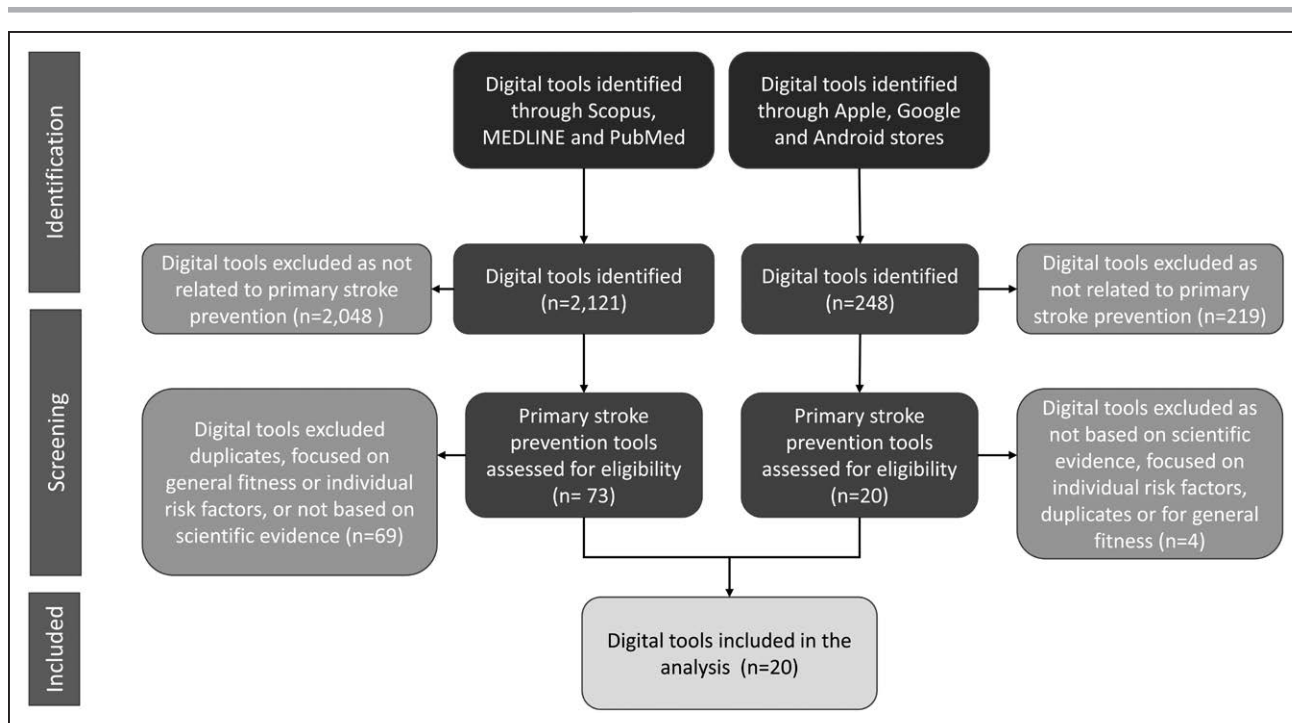 Identification
Digital tools identified
through Scopus,
MEDLINE and PubMed
Digital tools identified
through Apple, Google
and Android stores
Digital tools excluded as not
related to primary stroke
prevention (n=2,048 )
Digital tools identified
(n=2,121)
Digital tools identified
(n=248)
Digital tools excluded as
not related to primary
stroke prevention (n=219)
Screening
Digital tools excluded
duplicates, focused on
general fitness or individual
risk factors, or not based on
scientific evidence (n=69)
Primary stroke
prevention tools
assessed for eligibility
(n= 73)
Primary stroke
prevention tools
assessed for eligibility
(n=20)
Digital tools excluded as
not based on scientific
evidence, focused on
individual risk factors,
duplicates or for general
fitness (n=4)
Included
Digital tools included in the
analysis (n=20)